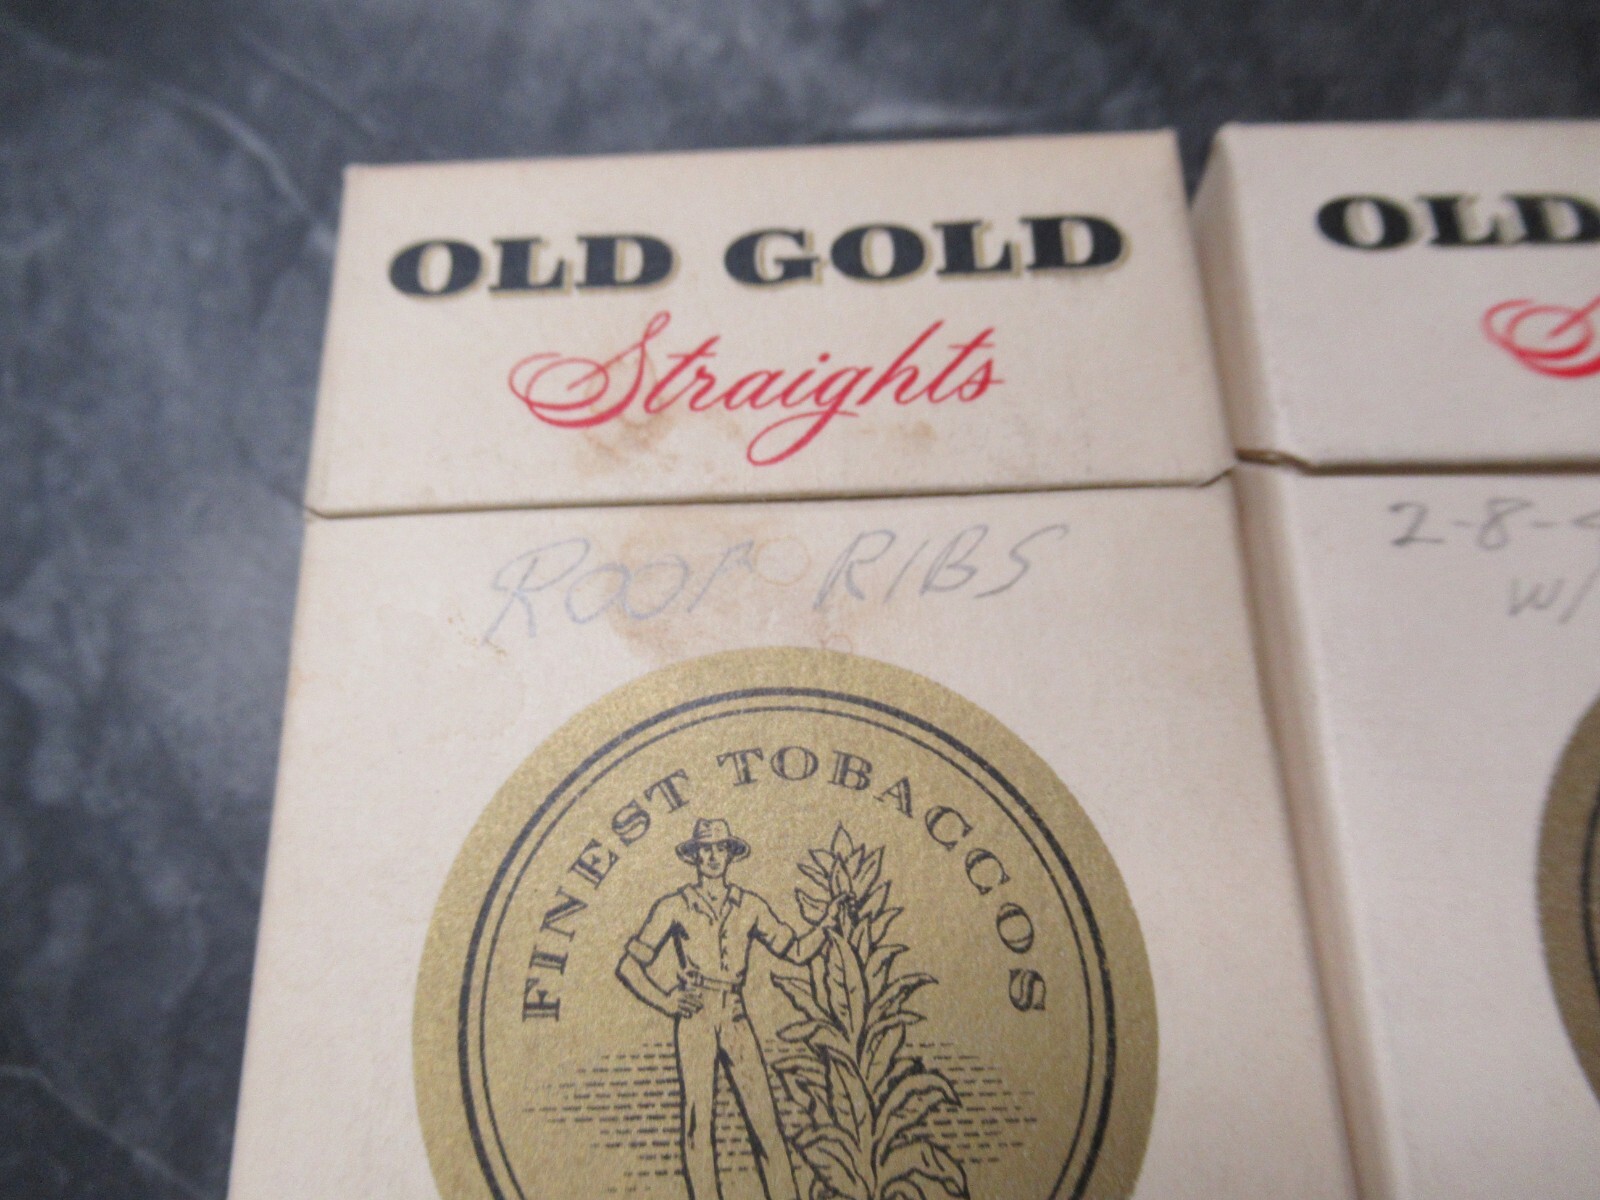 OLD GOLD
Straights
ROOF RIBS
FINEST TOBACCOS
OLD
2-8-
W/